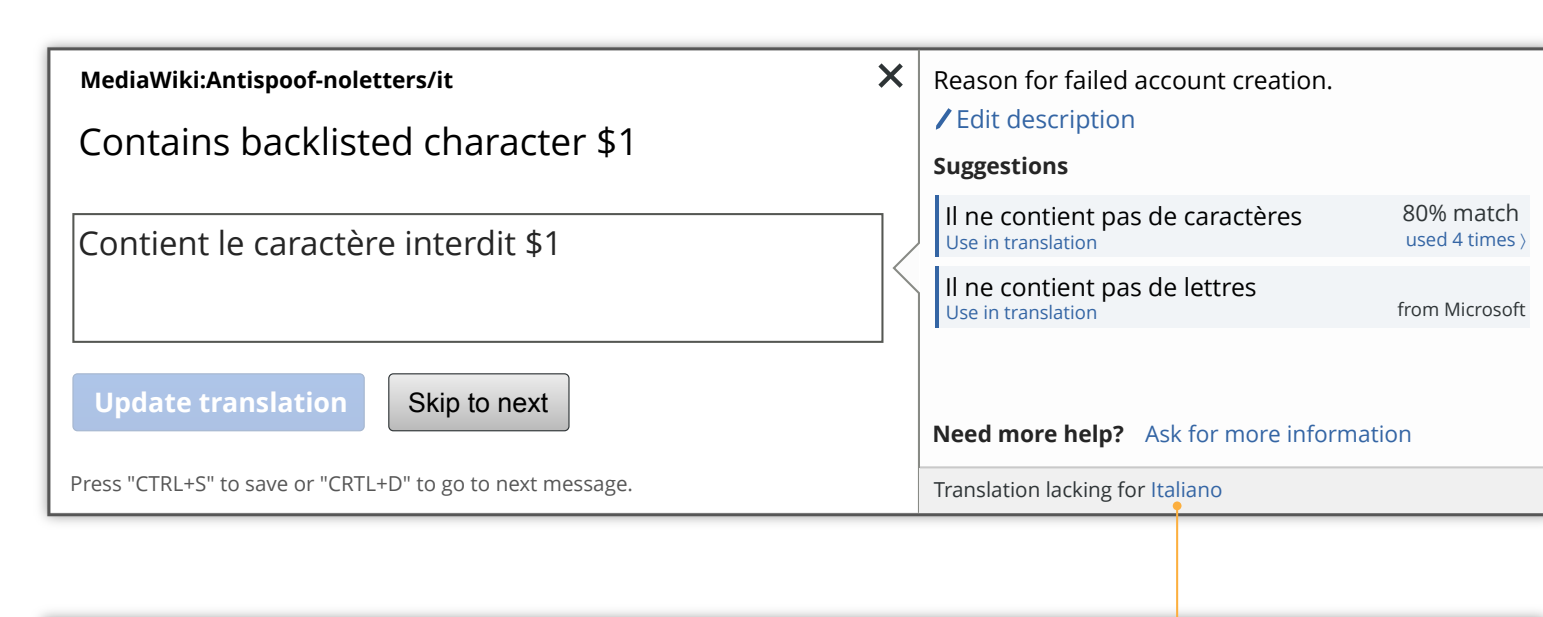 MediaWiki:Antispoof-noletters/it
Contains backlisted character $1
Contient le caractère interdit $1
Update translation
Skip to next
Press "CTRL+S" to save or "CRTL+D" to go to next message.
Reason for failed account creation.
Edit description
Suggestions
Il ne contient pas de caractères
80% match
Use in translation
used 4 times ⟩
Il ne contient pas de lettres
Use in translation
from Microsoft
Need more help? Ask for more information
Translation lacking for Italiano